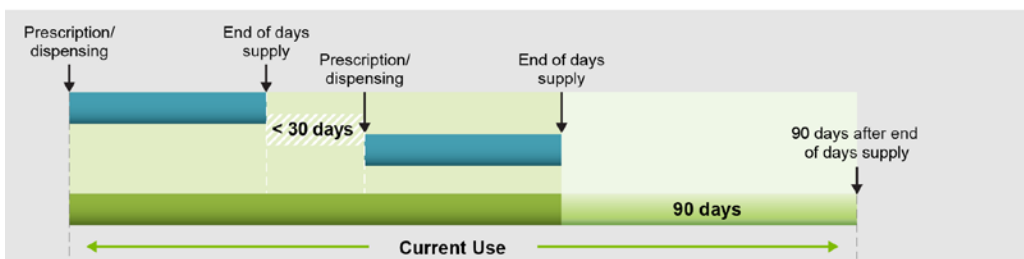 Prescription/
dispensing
End of days
supply
Prescription/
dispensing
End of days
supply
< 30 days
90 days after end
of days supply
90 days
Current Use